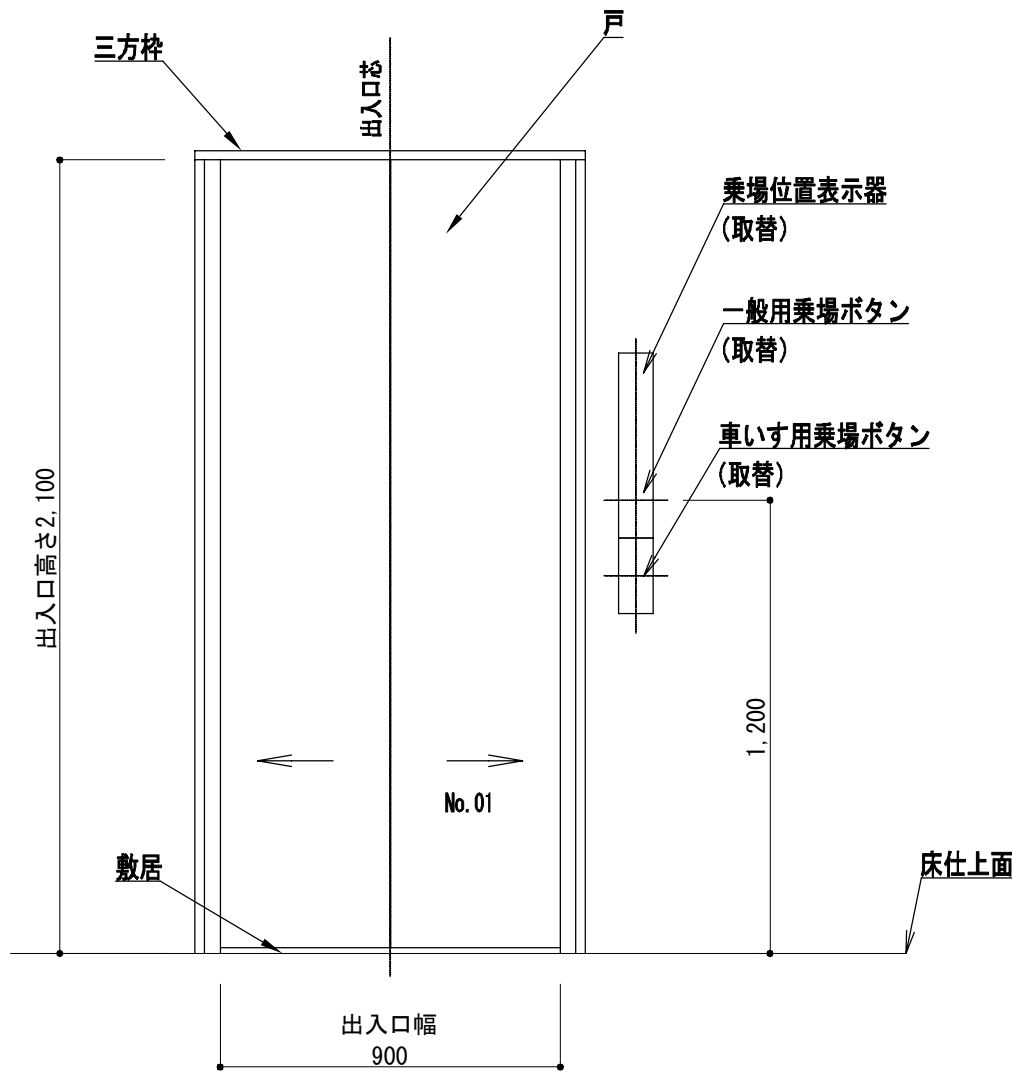 戸
三方枠
出入口芯
乗場位置表示器
(取替)
一般用乗場ボタン
(取替)
車いす用乗場ボタン
(取替)
出入口高さ2,100
1,200
No.01
敷居
床仕上面
出入口幅
900